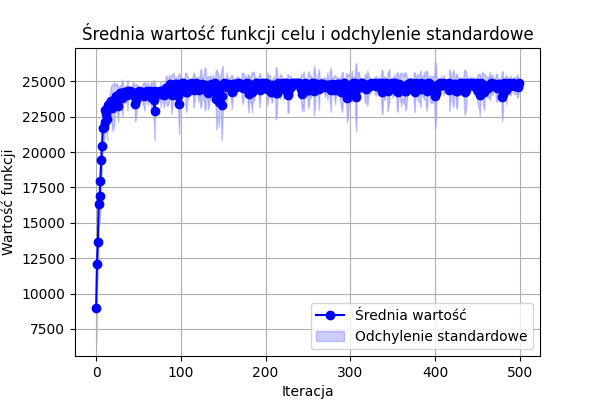 Średnia wartość funkcji celu i odchylenie standardowe
Wartość funkcji
25000
22500
20000
17500
15000
12500
10000
7500
0 100 200 300 400 500
Iteracja
Średnia wartość
Odchylenie standardowe